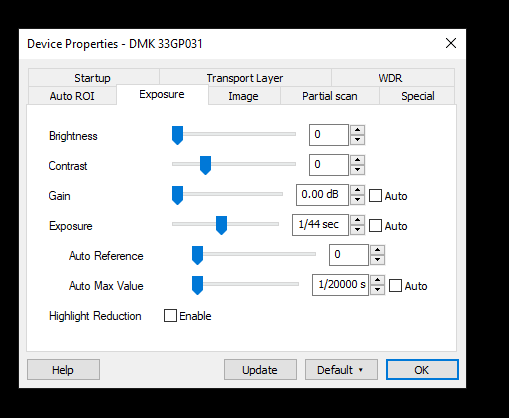 Device Properties - DMK 33GP031
Startup Transport Layer WDR
Auto ROI Exposure Image Partial scan Special
Brightness 0
Contrast 0
Gain 0.00 dB Auto
Exposure 1/44 sec Auto
Auto Reference 0
Auto Max Value 1/20000 s Auto
Highlight Reduction Enable
Help Update Default OK